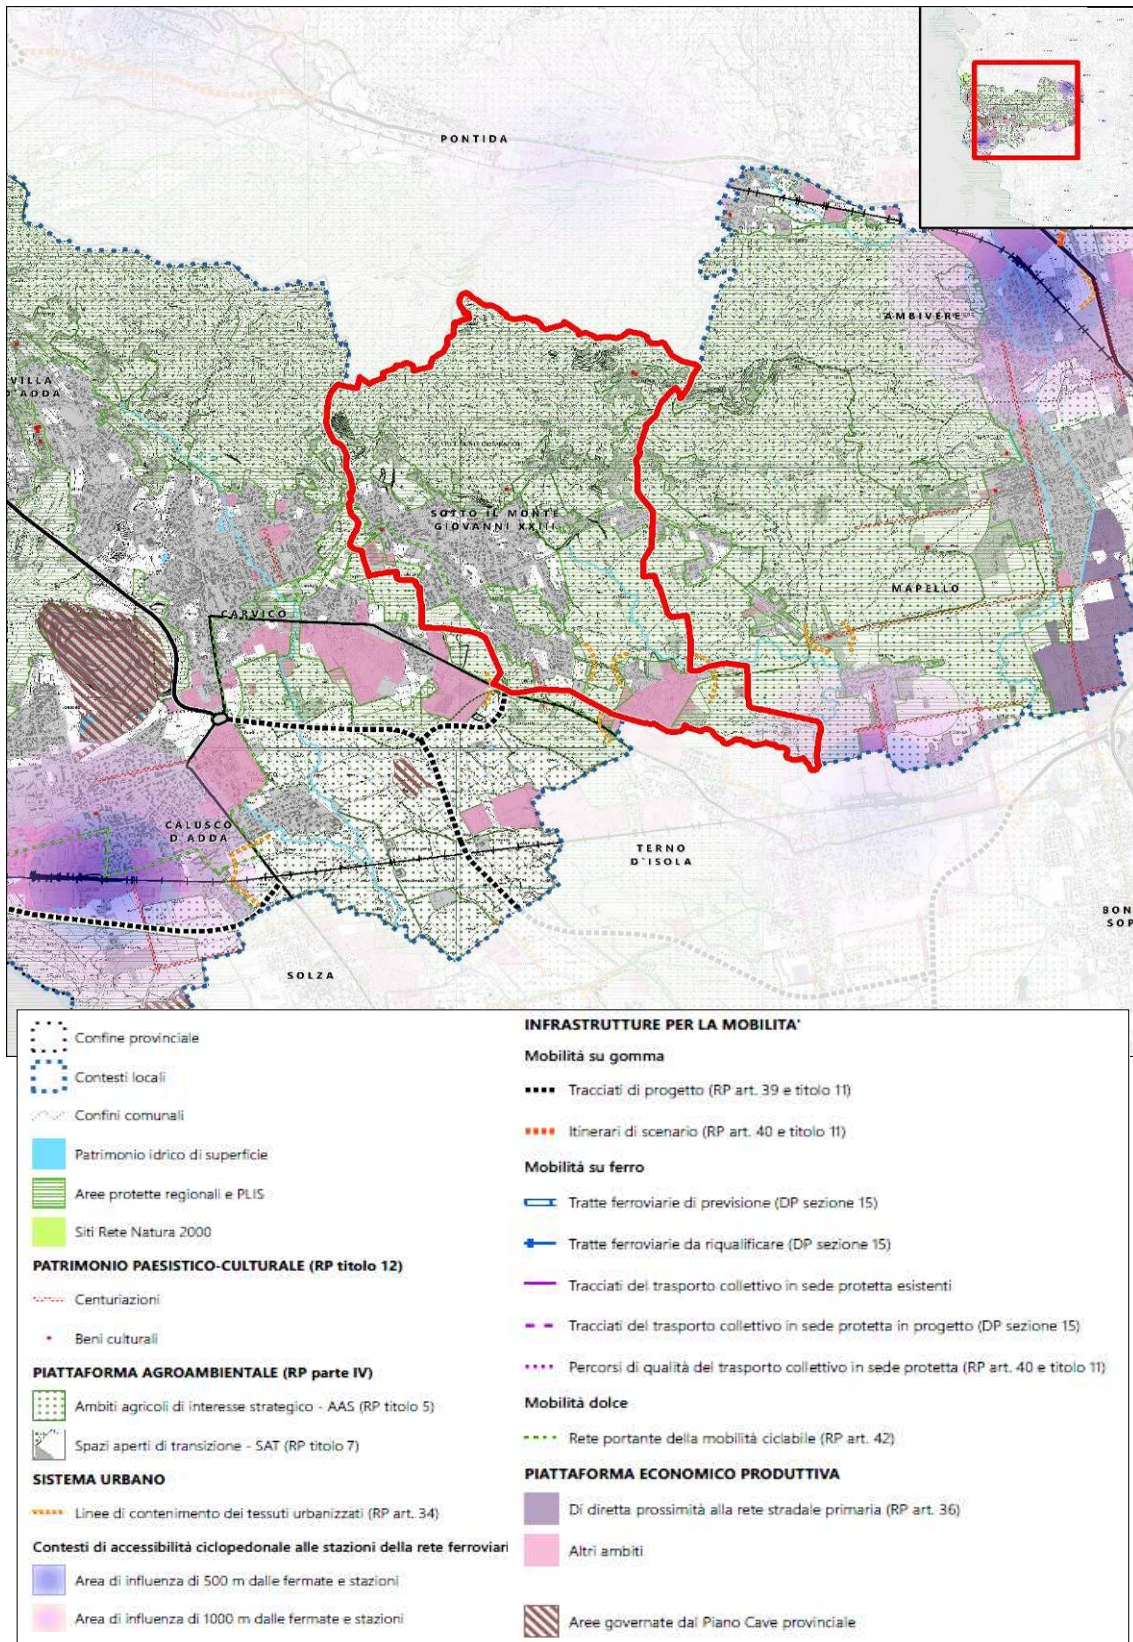 PONTIDA
AMBIVERE
VILLA
D'ADDA
SOTTO IL MONTE
GIOVANNI XXIII
MAPELLO
CARVICO
CALUSCO
D'ADDA
TERNO
D'ISOLA
BON
SOP
SOLZA
Confine provinciale
Contesti locali
Confini comunali
Patrimonio idrico di superficie
Aree protette regionali e PLIS
Siti Rete Natura 2000
PATRIMONIO PAESISTICO-CULTURALE (RP titolo 12)
Centuriazioni
Beni culturali
PIATTAFORMA AGROAMBIENTALE (RP parte IV)
Ambiti agricoli di interesse strategico - AAS (RP titolo 5)
Spazi aperti di transizione - SAT (RP titolo 7)
SISTEMA URBANO
Linee di contenimento dei tessuti urbanizzati (RP art. 34)
Contesti di accessibilità ciclopedonale alle stazioni della rete ferroviari
Area di influenza di 500 m dalle fermate e stazioni
Area di influenza di 1000 m dalle fermate e stazioni
INFRASTRUTTURE PER LA MOBILITA'
Mobilità su gomma
Tracciati di progetto (RP art. 39 e titolo 11)
Itinerari di scenario (RP art. 40 e titolo 11)
Mobilità su ferro
Tratte ferroviarie di previsione (DP sezione 15)
Tratte ferroviarie da riqualificare (DP sezione 15)
Tracciati del trasporto collettivo in sede protetta esistenti
Tracciati del trasporto collettivo in sede protetta in progetto (DP sezione 15)
Percorsi di qualità del trasporto collettivo in sede protetta (RP art. 40 e titolo 11)
Mobilità dolce
Rete portante della mobilità ciclabile (RP art. 42)
PIATTAFORMA ECONOMICO PRODUTTIVA
Di diretta prossimità alla rete stradale primaria (RP art. 36)
Altri ambiti
Aree governate dal Piano Cave provinciale